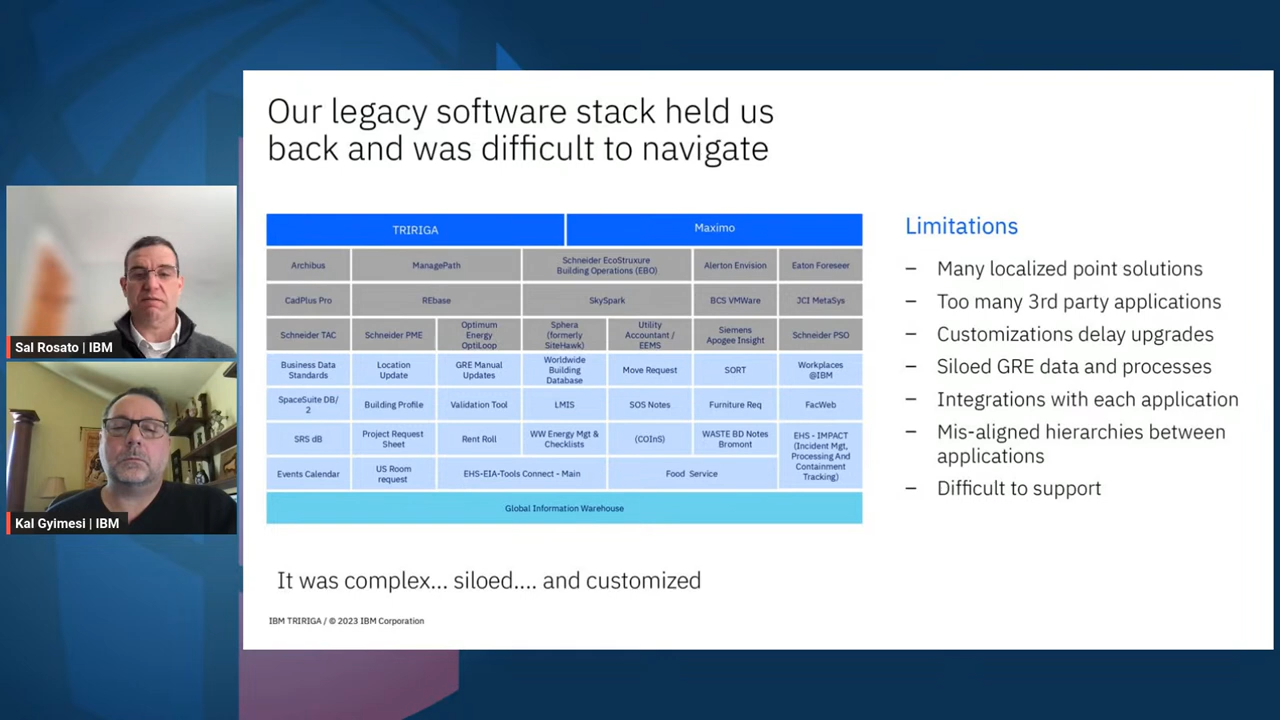 Our legacy software stack held us
back and was difficult to navigate
TRIRIGA
Maximo
Archibus
ManagePath
Schneider EcoStruxure
Building Operations (EBO)
Alerton Envision
Eaton Foreseer
CadPlus Pro
REbase
SkySpark
BCS VMWare
JCI MetaSys
Schneider TAC
Schneider PME
Optimum
Energy
OptiLoop
Sphera
(formerly
SiteHawk)
Utility
Accountant /
EEMS
Siemens
Apogee Insight
Schneider PSO
Business Data
Standards
Location
Update
GRE Manual
Updates
Worldwide
Building
Database
Move Request
SORT
Workplaces
@IBM
SpaceSuite DB/
2
Building Profile
Validation Tool
LMIS
SOS Notes
Furniture Req
FacWeb
SRS dB
Project Request
Sheet
Rent Roll
WW Energy Mgt &
Checklists
(COInS)
WASTE BD Notes
Bromont
EHS - IMPACT
(Incident Mgt,
Processing And
Containment
Tracking)
Events Calendar
US Room
request
EHS-EIA-Tools Connect - Main
Food Service
Global Information Warehouse
Limitations
– Many localized point solutions
– Too many 3rd party applications
– Customizations delay upgrades
– Siloed GRE data and processes
– Integrations with each application
– Mis-aligned hierarchies between
applications
– Difficult to support
It was complex... siloed.... and customized
IBM TRIRIGA / © 2023 IBM Corporation
Sal Rosato | IBM
Kal Gyimesi | IBM